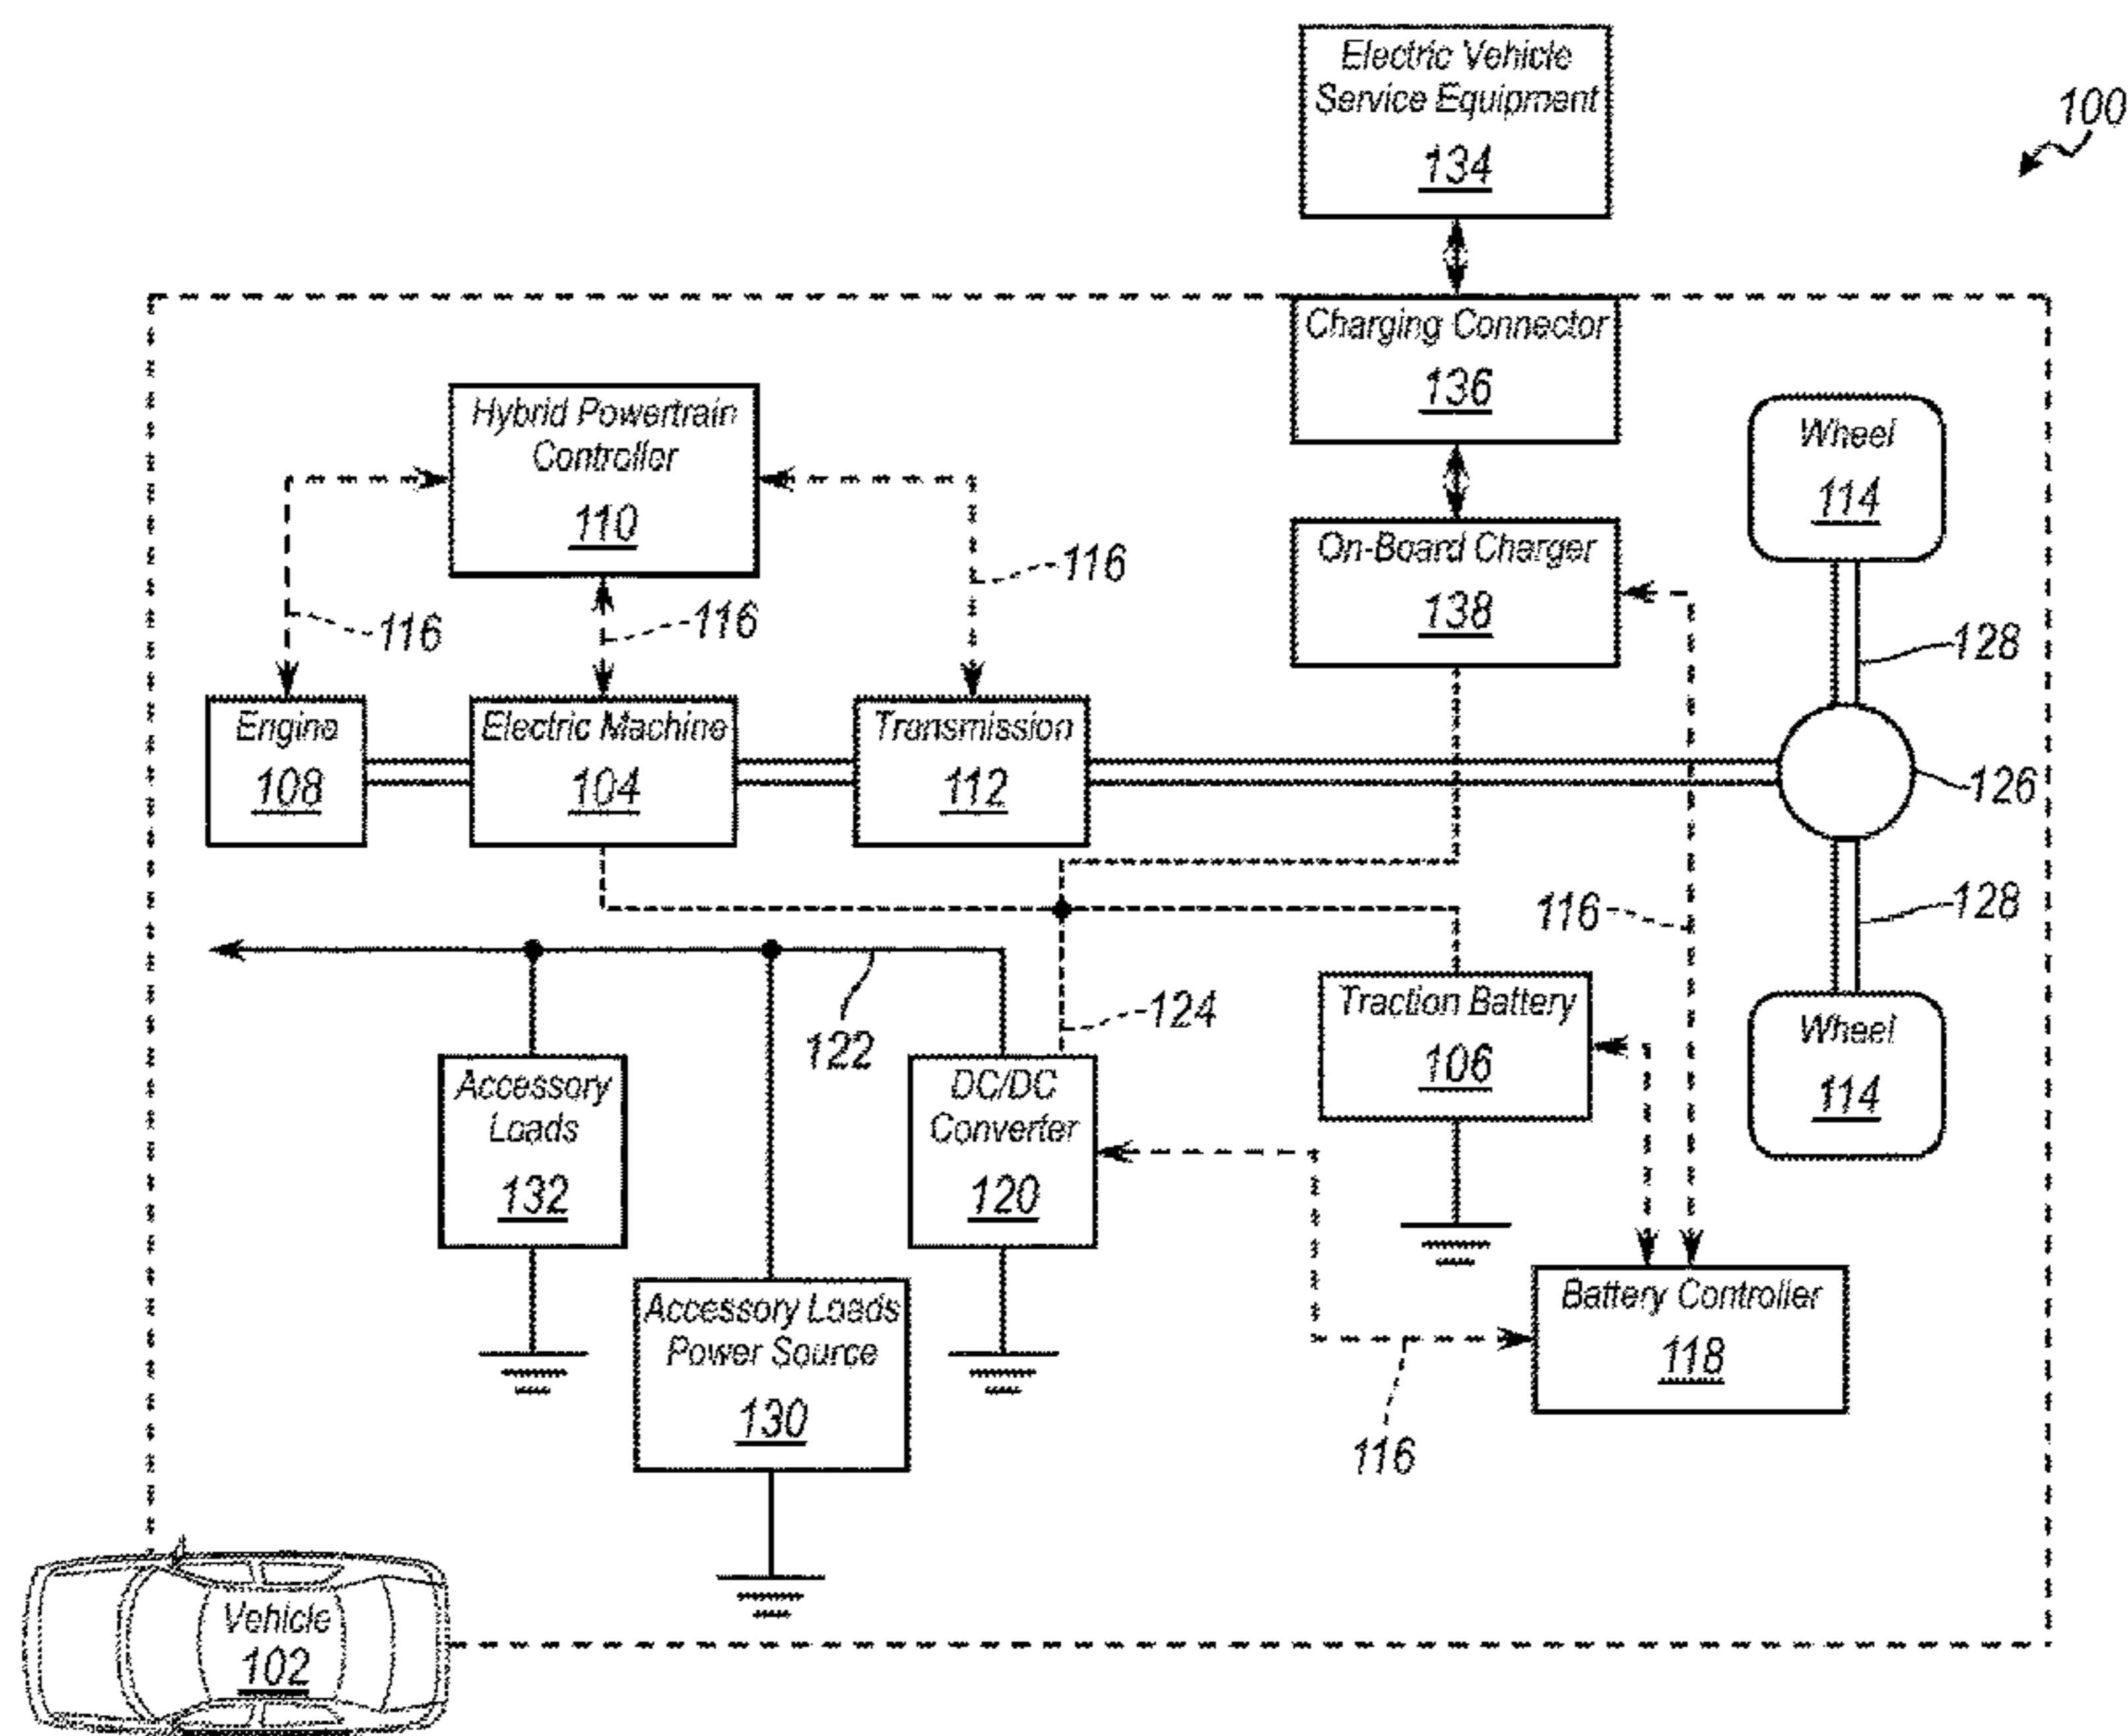 Electric Vehicle
Service Equipment
134
100
Charging Connector
136
Hybrid Powertrain
Controller
110
Wheel
114
On-Board Charger
138
116
116
116
128
Engine
108
Electric Machine
104
Transmission
112
126
116
128
122
124
Traction Battery
106
Wheel
114
Accessory
Loads
132
DC/DC
Converter
120
Accessory Loads
Power Source
130
Battery Controller
118
116
Vehicle
102